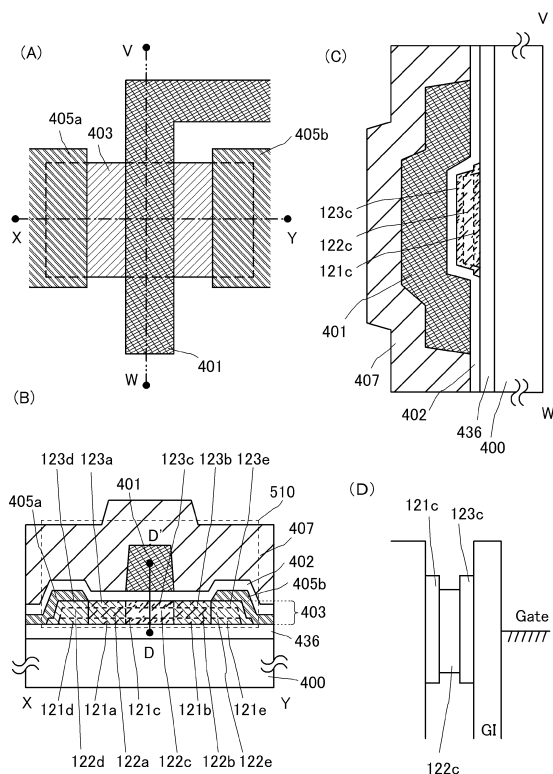 (A)
V
405a
403
405b
X
Y
W
401
(B)
123d
123a
401
123c
123b
123e
405a
510
D'
407
402
405b
403
D
436
X
Y
400
121d
121a
121c
121b
121e
122d
122a
122c
122b
122e
(C)
V
123c
122c
121c
401
407
402
436
400
W
(D)
121c
123c
Gate
GI
122c